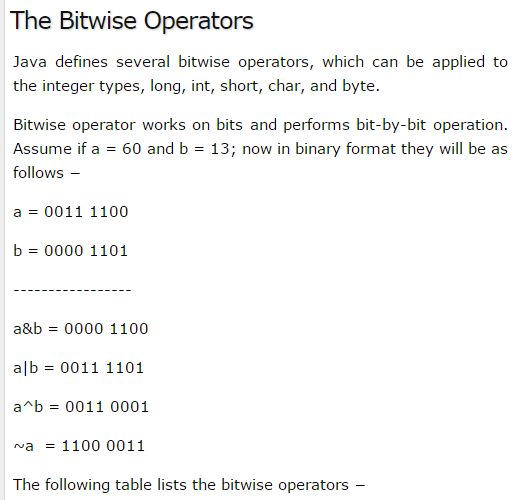 The Bitwise Operators
Java defines several bitwise operators, which can be applied to
the integer types, long, int, short, char, and byte.
Bitwise operator works on bits and performs bit-by-bit operation.
Assume if a = 60 and b = 13; now in binary format they will be as
follows −
a = 0011 1100
b = 0000 1101
-----------------
a&b = 0000 1100
a|b = 0011 1101
a^b = 0011 0001
~a  = 1100 0011
The following table lists the bitwise operators −